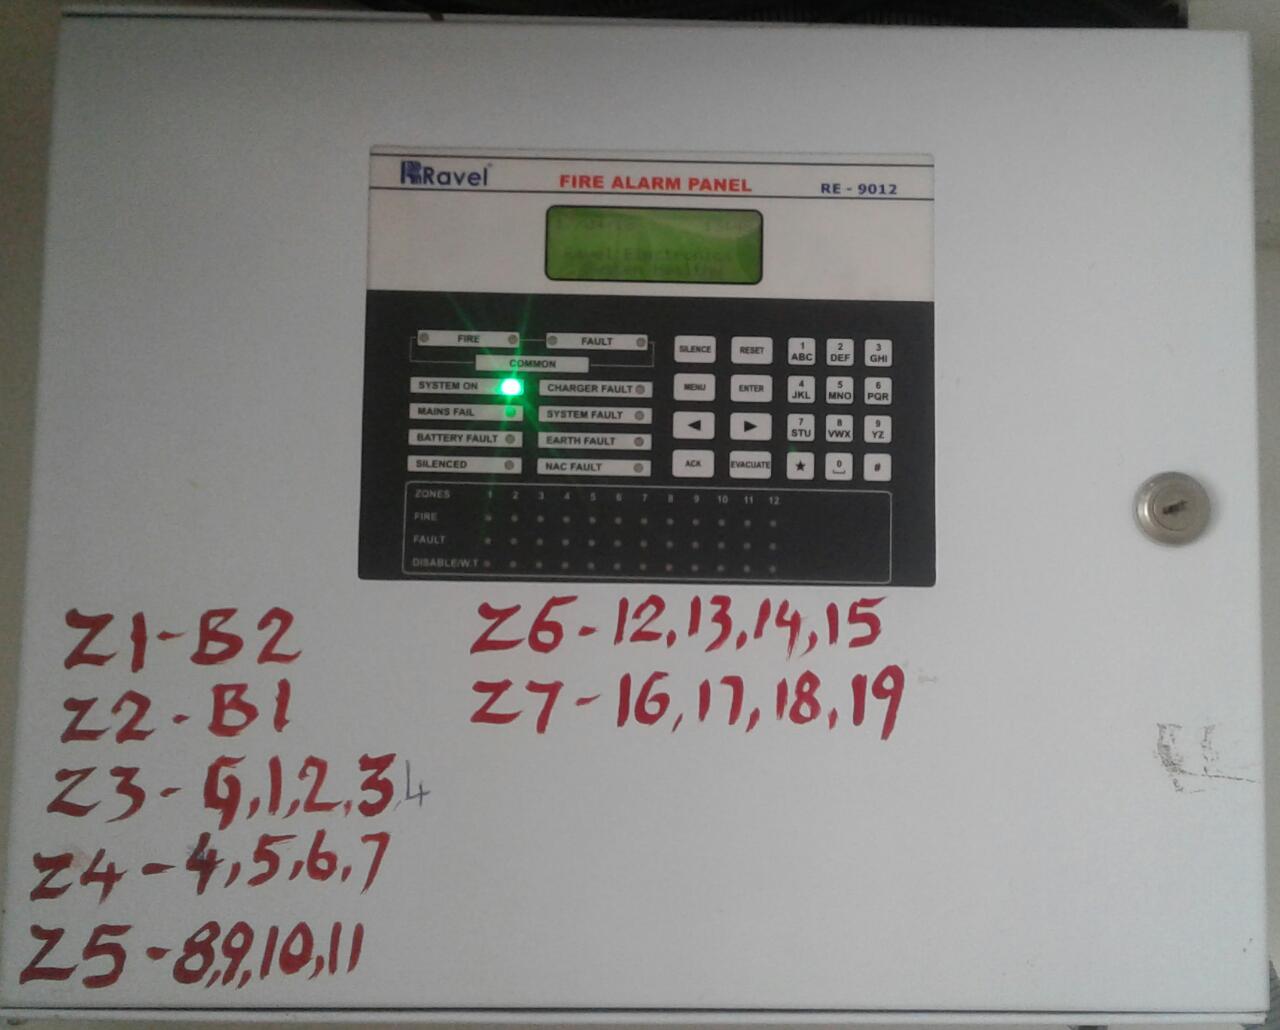 Ravel
FIRE ALARM PANEL
RE - 9012
Ravel Electronics
System Healthy
FIRE FAULT
COMMON
SYSTEM ON CHARGER FAULT
MAINS FAIL SYSTEM FAULT
BATTERY FAULT EARTH FAULT
SILENCED NAC FAULT
SILENCE RESET 1 ABC 2 DEF 3 GHI
MENU ENTER 4 JKL 5 MNO 6 PQR
◄ ► 7 STU 8 VWX 9 YZ
ACK EVACUATE ★ 0 #
ZONES 1 2 3 4 5 6 7 8 9 10 11 12
FIRE
FAULT
DISABLE/W.T
Z1-B2
Z2-B1
Z3-G,1,2,3,4
Z4-4,5,6,7
Z5-8,9,10,11
Z6-12,13,14,15
Z7-16,17,18,19